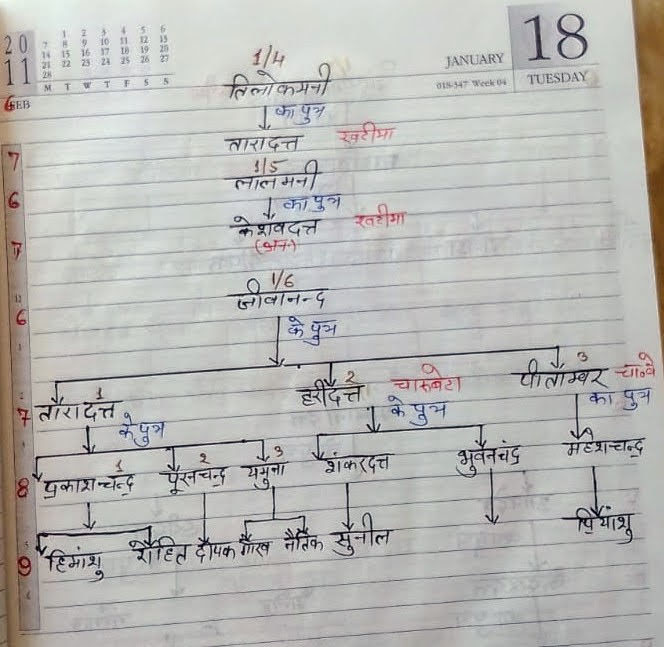 20 11
1 2 3 4 5 6
7 8 9 10 11 12 13
14 15 16 17 18 19 20
21 22 23 24 25 26 27
28
M T W T F S S
FEB
JANUARY 18
018-347 Week 04 TUESDAY
1/4
6 तिलोकमनी
का पुत्र
7 तारादत्त खटीमा
1/5
लालमनी
6 का पुत्र
7 केशवदत्त खटीमा
1/6
6 जीवानन्द
के पुत्र
1 2 3
7 तारादत्त हरीदत्त चारुबेटा पीताम्बर
के पुत्र के पुत्र का पुत्र
1 2 3
8 प्रकाशचन्द्र पूरनचन्द्र यमुना शंकरदत्त भुवनचंद्र महेशचन्द्र
9 हिमांशु रोहित दीपक गौरव नैतिक सुनील प्रियांशु